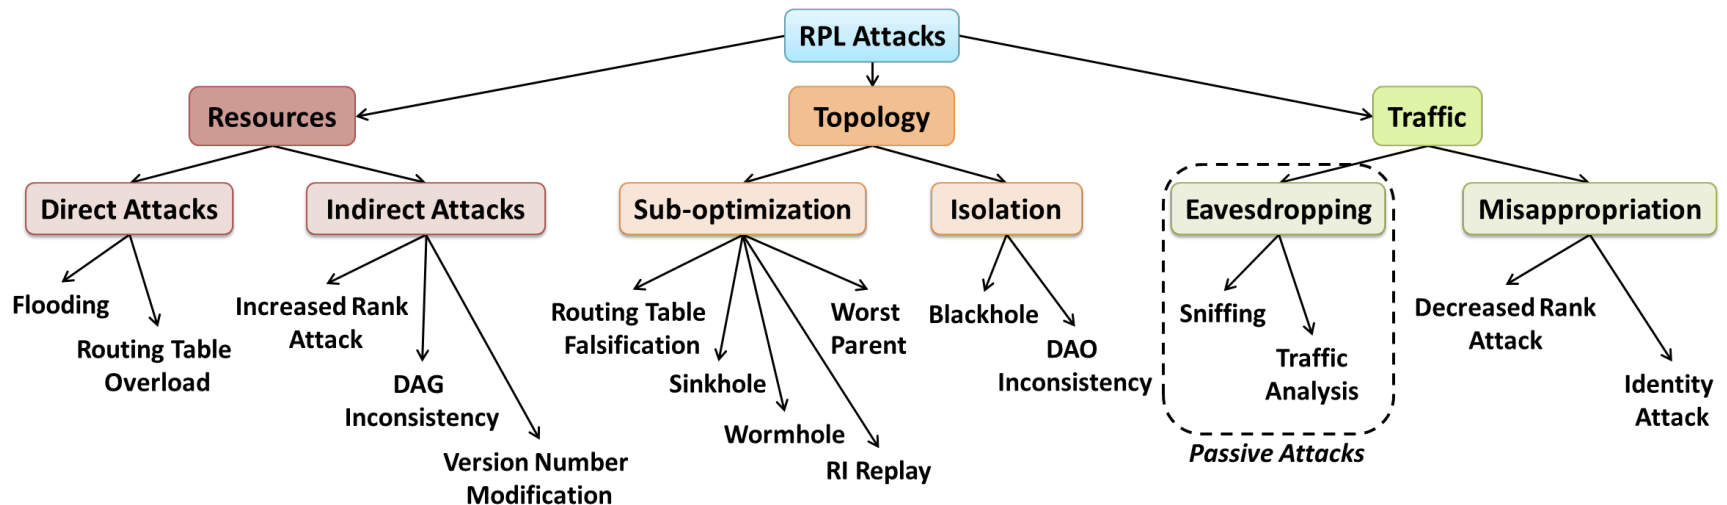 RPL Attacks
Resources
Topology
Traffic
Direct Attacks
Indirect Attacks
Sub-optimization
Isolation
Eavesdropping
Misappropriation
Flooding
Routing Table
Overload
Increased Rank
Attack
DAG
Inconsistency
Version Number
Modification
Routing Table
Falsification
Sinkhole
Wormhole
RI Replay
Worst
Parent
Blackhole
DAO
Inconsistency
Sniffing
Traffic
Analysis
Passive Attacks
Decreased Rank
Attack
Identity
Attack